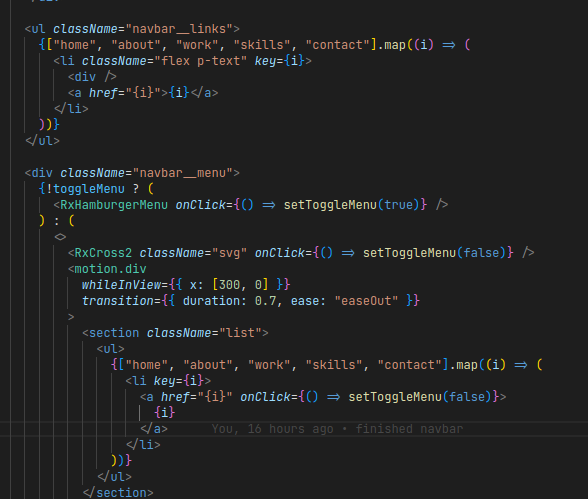 <ul className="navbar__links">
{["home", "about", "work", "skills", "contact"].map((i) => (
<li className="flex p-text" key={i}>
<div />
<a href="{i}">{i}</a>
</li>
))}
</ul>
<div className="navbar__menu">
{!toggleMenu ? (
<RxHamburgerMenu onClick={() => setToggleMenu(true)} />
) : (
<>
<RxCross2 className="svg" onClick={() => setToggleMenu(false)} />
<motion.div
whileInView={{ x: [300, 0] }}
transition={{ duration: 0.7, ease: "easeOut" }}
>
<section className="list">
<ul>
{["home", "about", "work", "skills", "contact"].map((i) => (
<li key={i}>
<a href="{i}" onClick={() => setToggleMenu(false)}>
{i}
</a> You, 16 hours ago • finished navbar
</li>
))}
</ul>
</section>